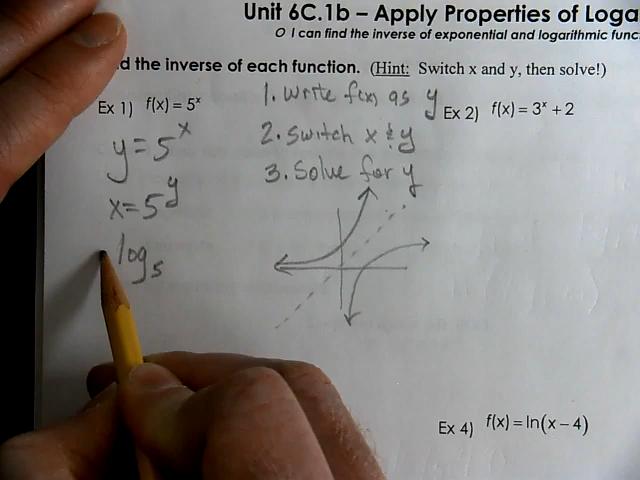 Unit 6C.1b – Apply Properties of Loga
O I can find the inverse of exponential and logarithmic func
d the inverse of each function. (Hint: Switch x and y, then solve!)
Ex 1) f(x) = 5ˣ
1. Write f(x) as y
2. Switch x & y
3. Solve for y
y = 5ˣ
x = 5ʸ
log₅
Ex 2) f(x) = 3ˣ + 2
Ex 4) f(x) = ln(x – 4)